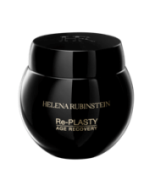 HELENA RUBINSTEIN
Re-PLASTY
AGE RECOVERY